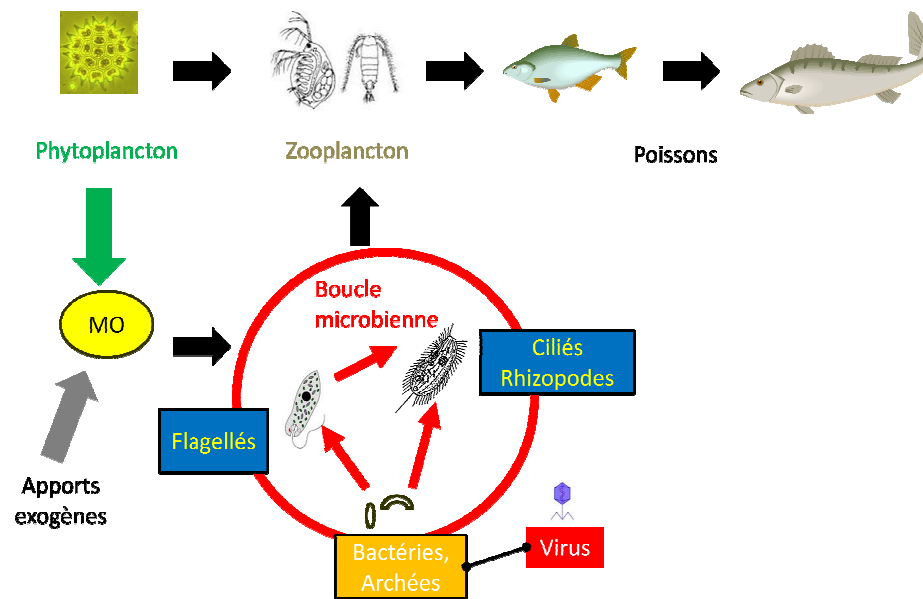 Phytoplancton
Zooplancton
Poissons
MO
Boucle
microbienne
Ciliés
Rhizopodes
Flagellés
Apports
exogènes
Bactéries,
Archées
Virus